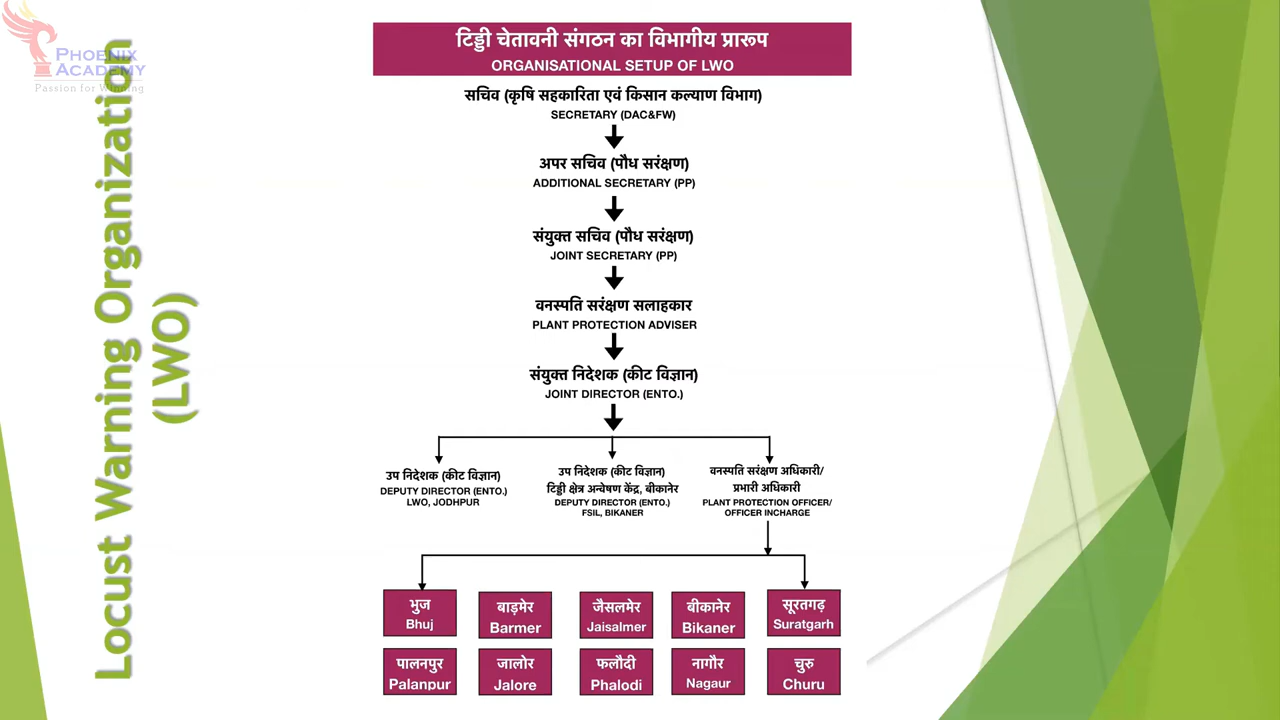 PHOENIX
ACADEMY
Passion for Winning
Locust Warning Organization
(LWO)
टिड्डी चेतावनी संगठन का विभागीय प्रारूप
ORGANISATIONAL SETUP OF LWO
सचिव (कृषि सहकारिता एवं किसान कल्याण विभाग)
SECRETARY (DAC&FW)
अपर सचिव (पौध सरंक्षण)
ADDITIONAL SECRETARY (PP)
संयुक्त सचिव (पौध सरंक्षण)
JOINT SECRETARY (PP)
वनस्पति सरंक्षण सलाहकार
PLANT PROTECTION ADVISER
संयुक्त निदेशक (कीट विज्ञान)
JOINT DIRECTOR (ENTO.)
उप निदेशक (कीट विज्ञान)
DEPUTY DIRECTOR (ENTO.)
LWO, JODHPUR
उप निदेशक (कीट विज्ञान)
टिड्डी क्षेत्र अन्वेषण केंद्र, बीकानेर
DEPUTY DIRECTOR (ENTO.)
FSIL, BIKANER
वनस्पति सरंक्षण अधिकारी/
प्रभारी अधिकारी
PLANT PROTECTION OFFICER/
OFFICER INCHARGE
भुज
Bhuj
बाड़मेर
Barmer
जैसलमेर
Jaisalmer
बीकानेर
Bikaner
सूरतगढ़
Suratgarh
पालनपुर
Palanpur
जालोर
Jalore
फलौदी
Phalodi
नागौर
Nagaur
चुरु
Churu